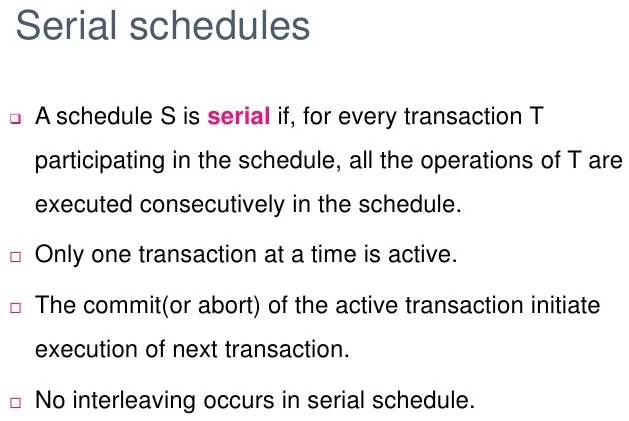 Serial schedules
A schedule S is serial if, for every transaction T
participating in the schedule, all the operations of T are
executed consecutively in the schedule.
Only one transaction at a time is active.
The commit(or abort) of the active transaction initiate
execution of next transaction.
No interleaving occurs in serial schedule.